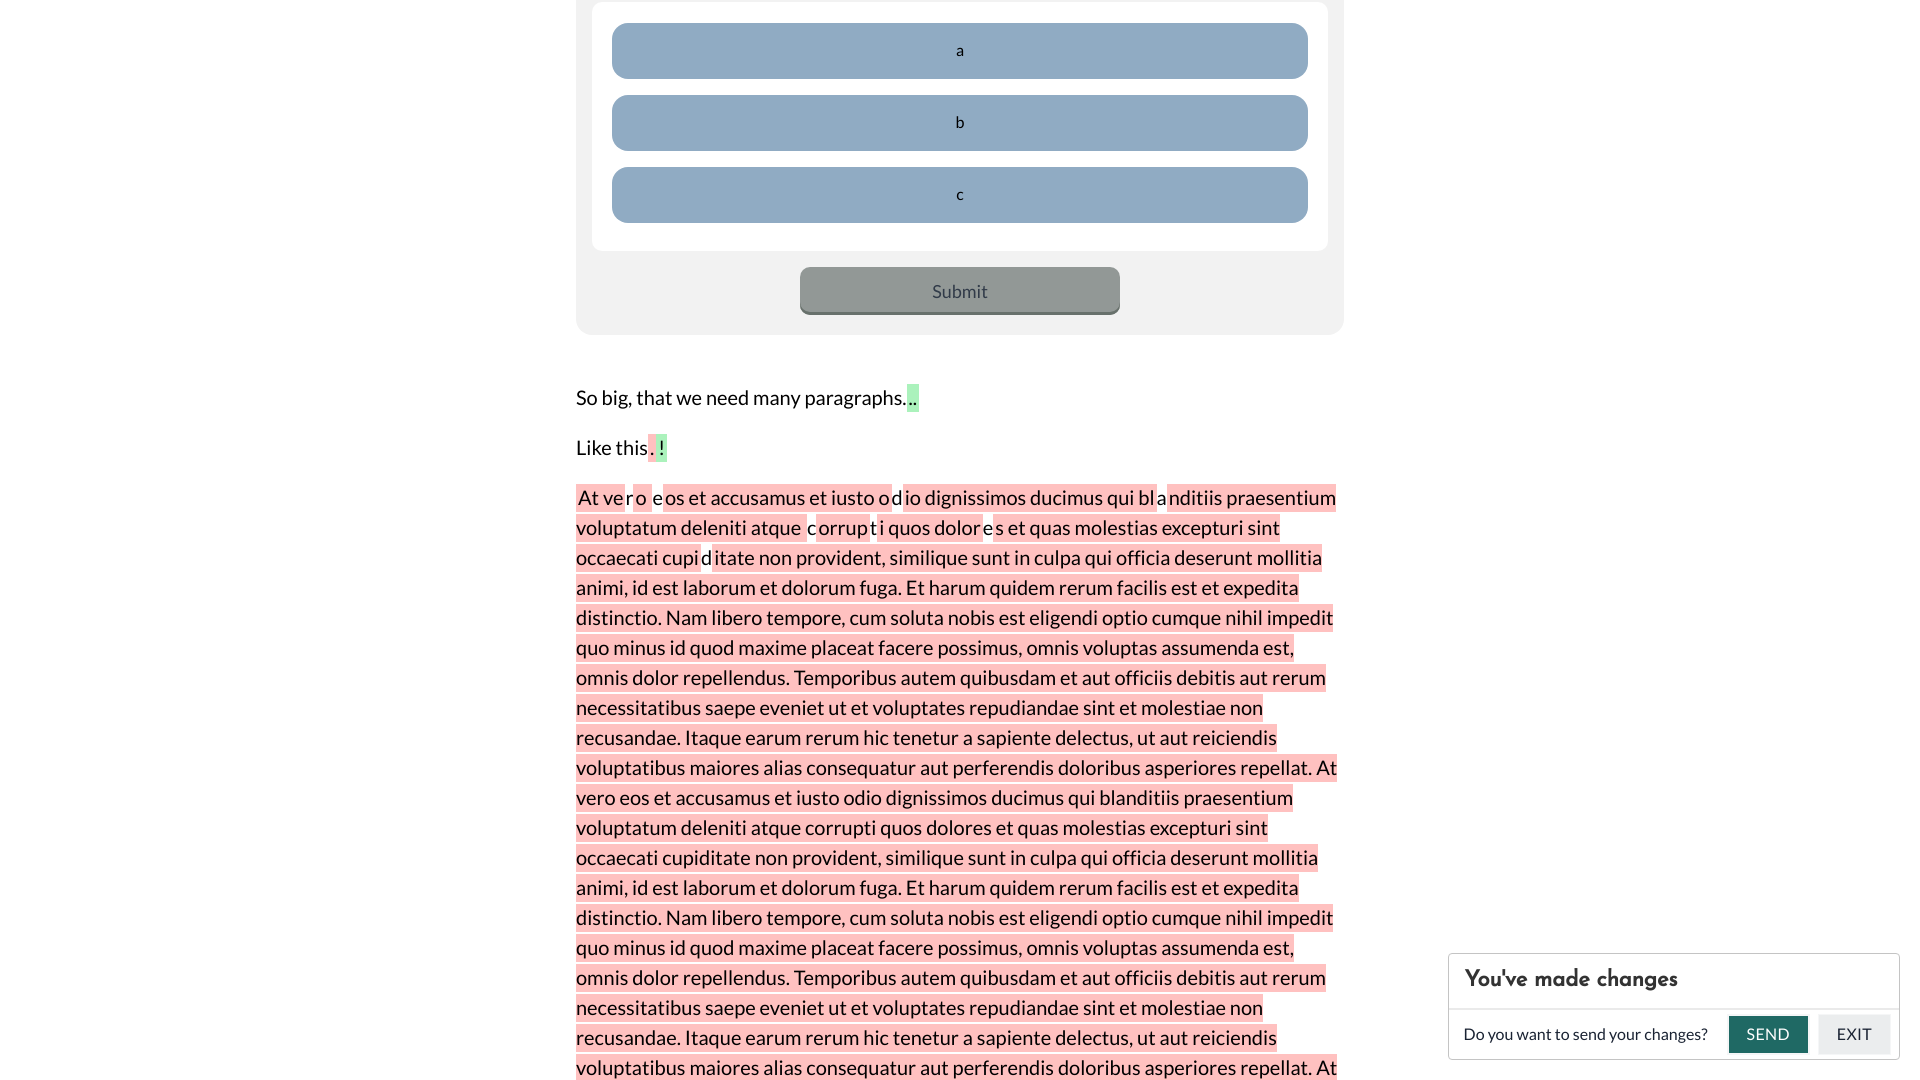 a
b
c
Submit
So big, that we need many paragraphs...
Like this.!
At vero eos et accusamus et iusto odio dignissimos ducimus qui blanditiis praesentium
voluptatum deleniti atque corrupti quos dolores et quas molestias excepturi sint
occaecati cupiditate non provident, similique sunt in culpa qui officia deserunt mollitia
animi, id est laborum et dolorum fuga. Et harum quidem rerum facilis est et expedita
distinctio. Nam libero tempore, cum soluta nobis est eligendi optio cumque nihil impedit
quo minus id quod maxime placeat facere possimus, omnis voluptas assumenda est,
omnis dolor repellendus. Temporibus autem quibusdam et aut officiis debitis aut rerum
necessitatibus saepe eveniet ut et voluptates repudiandae sint et molestiae non
recusandae. Itaque earum rerum hic tenetur a sapiente delectus, ut aut reiciendis
voluptatibus maiores alias consequatur aut perferendis doloribus asperiores repellat. At
vero eos et accusamus et iusto odio dignissimos ducimus qui blanditiis praesentium
voluptatum deleniti atque corrupti quos dolores et quas molestias excepturi sint
occaecati cupiditate non provident, similique sunt in culpa qui officia deserunt mollitia
animi, id est laborum et dolorum fuga. Et harum quidem rerum facilis est et expedita
distinctio. Nam libero tempore, cum soluta nobis est eligendi optio cumque nihil impedit
quo minus id quod maxime placeat facere possimus, omnis voluptas assumenda est,
omnis dolor repellendus. Temporibus autem quibusdam et aut officiis debitis aut rerum
necessitatibus saepe eveniet ut et voluptates repudiandae sint et molestiae non
recusandae. Itaque earum rerum hic tenetur a sapiente delectus, ut aut reiciendis
voluptatibus maiores alias consequatur aut perferendis doloribus asperiores repellat. At
You've made changes
Do you want to send your changes? SEND EXIT